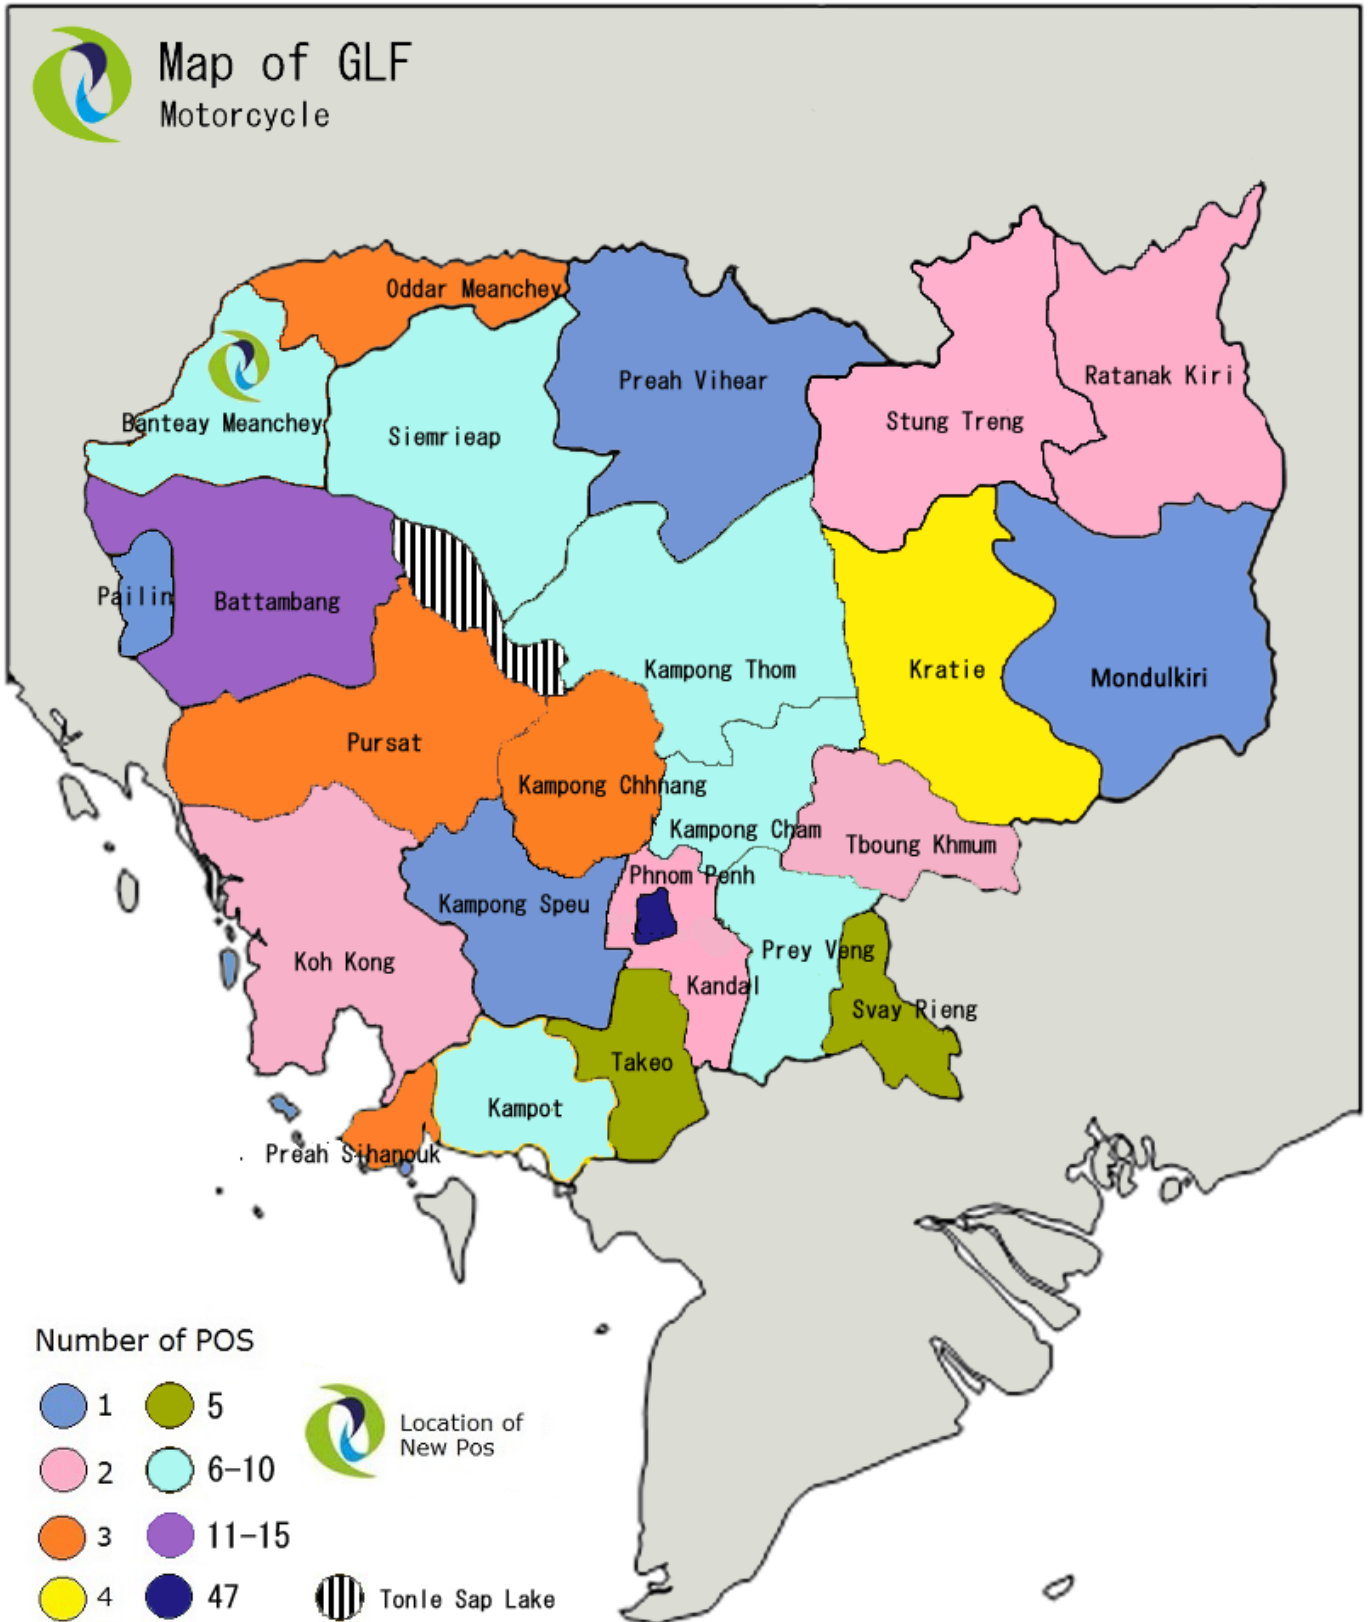 Map of GLF
Motorcycle
Oddar Meanchey
Preah Vihear
Ratanak Kiri
Stung Treng
Banteay Meanchey
Siemrieap
Pailin
Battambang
Kampong Thom
Kratie
Mondulkiri
Pursat
Kampong Chhnang
Kampong Cham
Tboung Khmum
Phnom Penh
Kampong Speu
Prey Veng
Koh Kong
Kandal
Svay Rieng
Takeo
Kampot
Preah Sihanouk
Number of POS
1
5
Location of
New Pos
2
6-10
3
11-15
4
47
Tonle Sap Lake